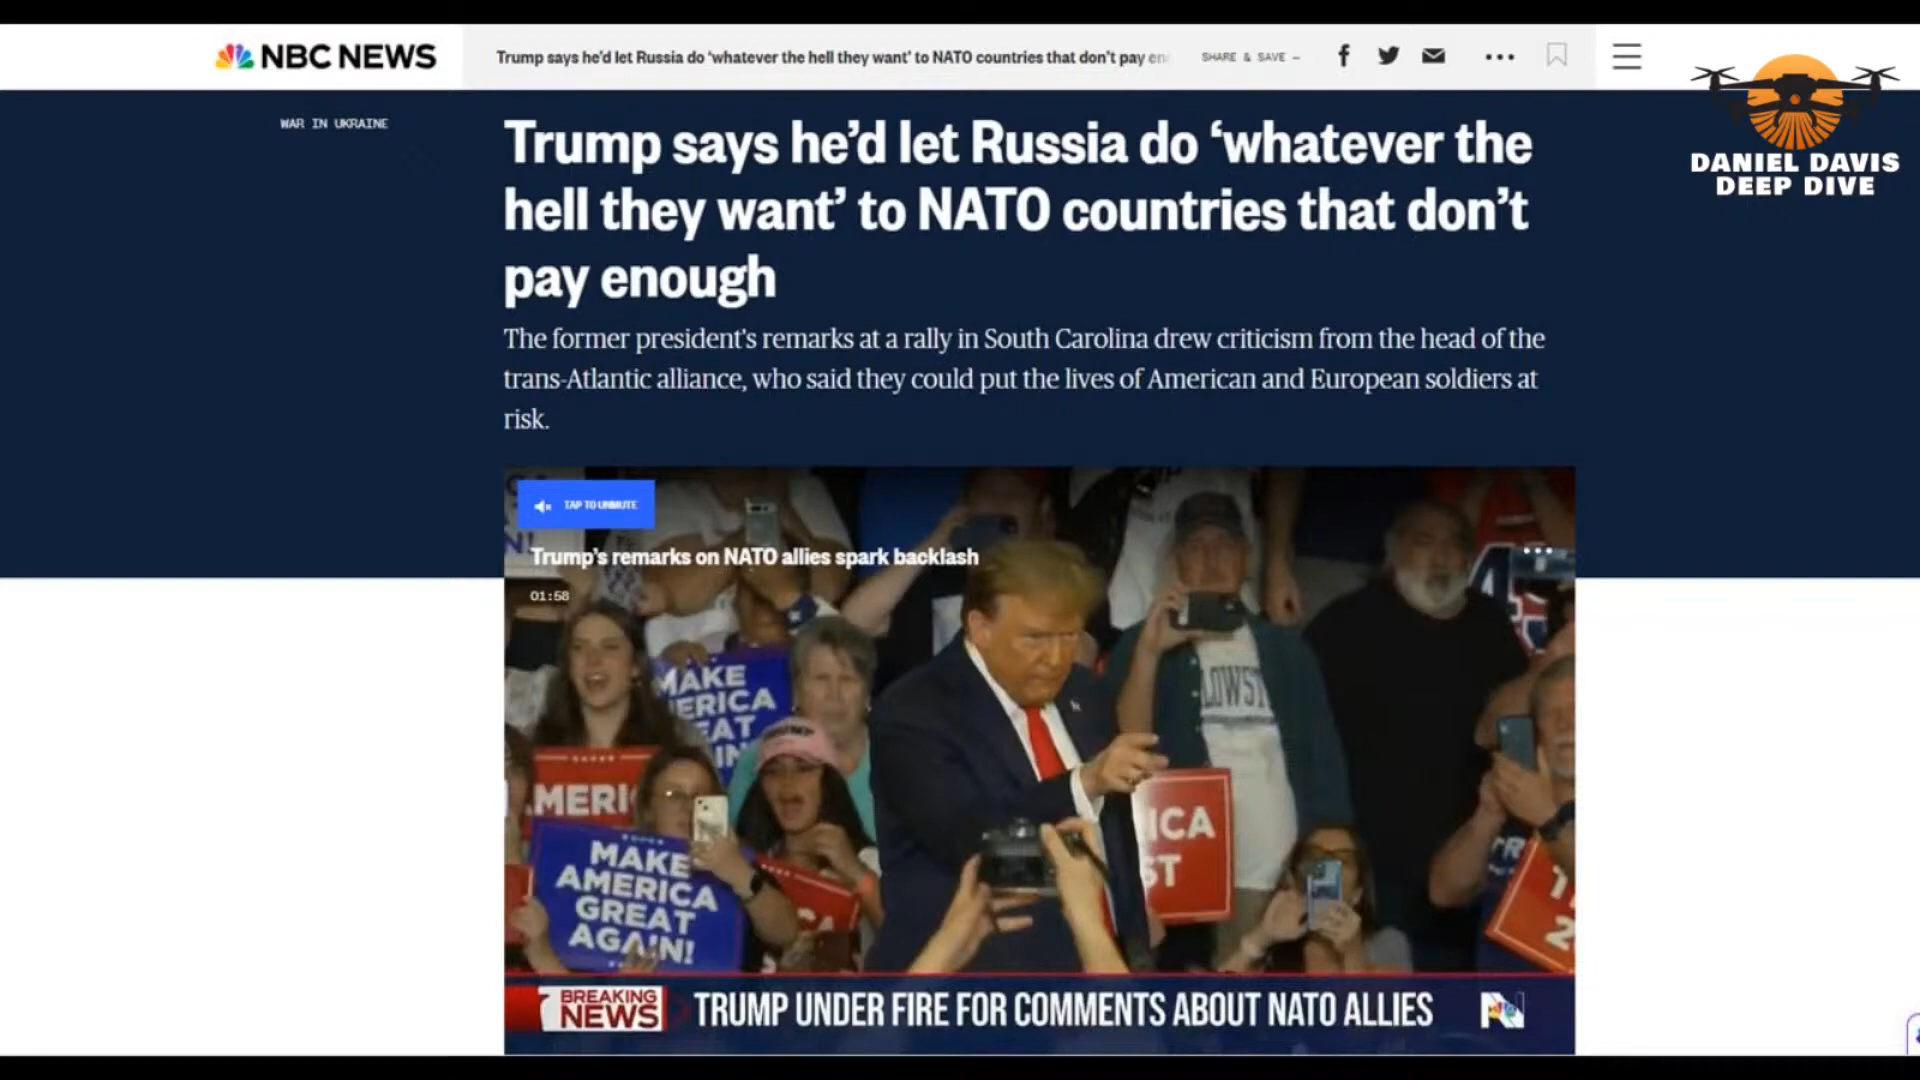 NBC NEWS
Trump says he'd let Russia do 'whatever the hell they want' to NATO countries that don't pay
SHARE & SAVE –
DANIEL DAVIS
DEEP DIVE
WAR IN UKRAINE
Trump says he'd let Russia do 'whatever the
hell they want' to NATO countries that don't
pay enough
The former president's remarks at a rally in South Carolina drew criticism from the head of the
trans-Atlantic alliance, who said they could put the lives of American and European soldiers at
risk.
TAP TO UNMUTE
Trump's remarks on NATO allies spark backlash
01:58
MAKE
AMERICA
GREAT
AGAIN!
BREAKING
NEWS
TRUMP UNDER FIRE FOR COMMENTS ABOUT NATO ALLIES